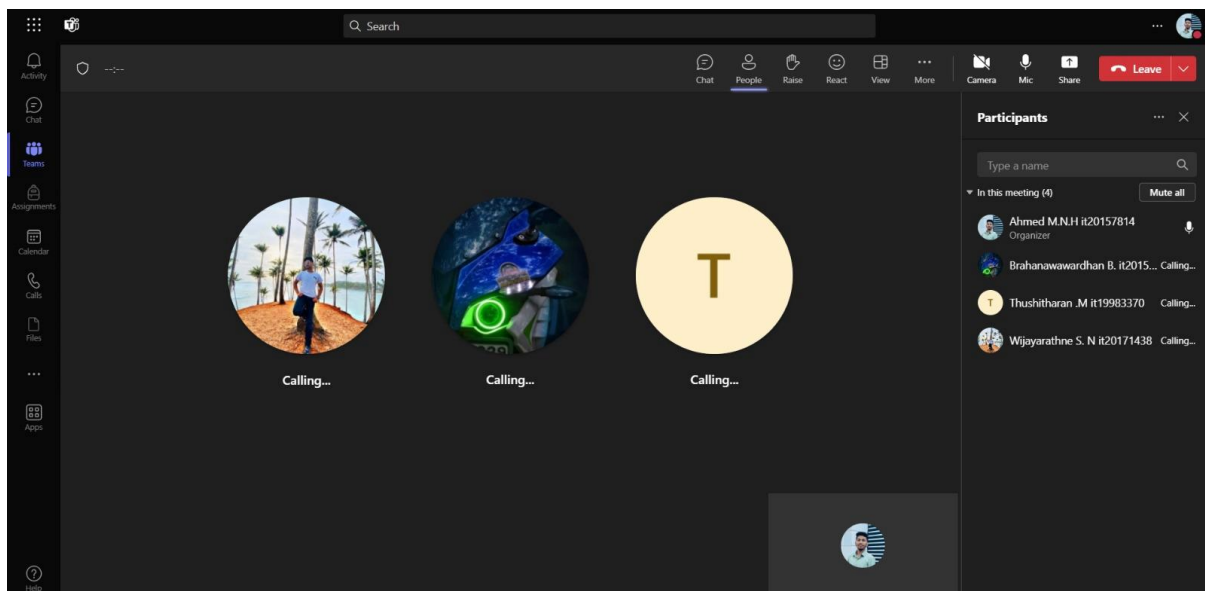 Search
Activity
Chat
Teams
Assignments
Calendar
Calls
Files
Apps
Help
--:--
Chat
People
Raise
React
View
More
Camera
Mic
Share
Leave
Calling...
T
Calling...
Calling...
Participants
Type a name
In this meeting (4)
Mute all
Ahmed M.N.H it20157814
Organizer
Brahanawawardhan B. it2015... Calling...
T Thushitharan .M it19983370 Calling...
Wijayarathne S. N it20171438 Calling...